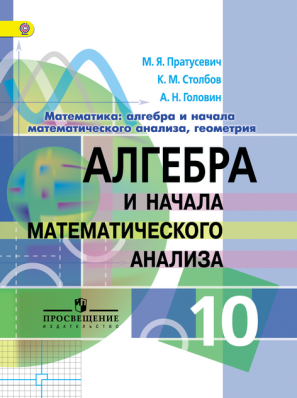 М. Я. Пратусевич
К. М. Столбов
А. Н. Головин
Математика: алгебра и начала
математического анализа, геометрия
АЛГЕБРА
И НАЧАЛА
МАТЕМАТИЧЕСКОГО
АНАЛИЗА
10
ПРОСВЕЩЕНИЕ
ИЗДАТЕЛЬСТВО